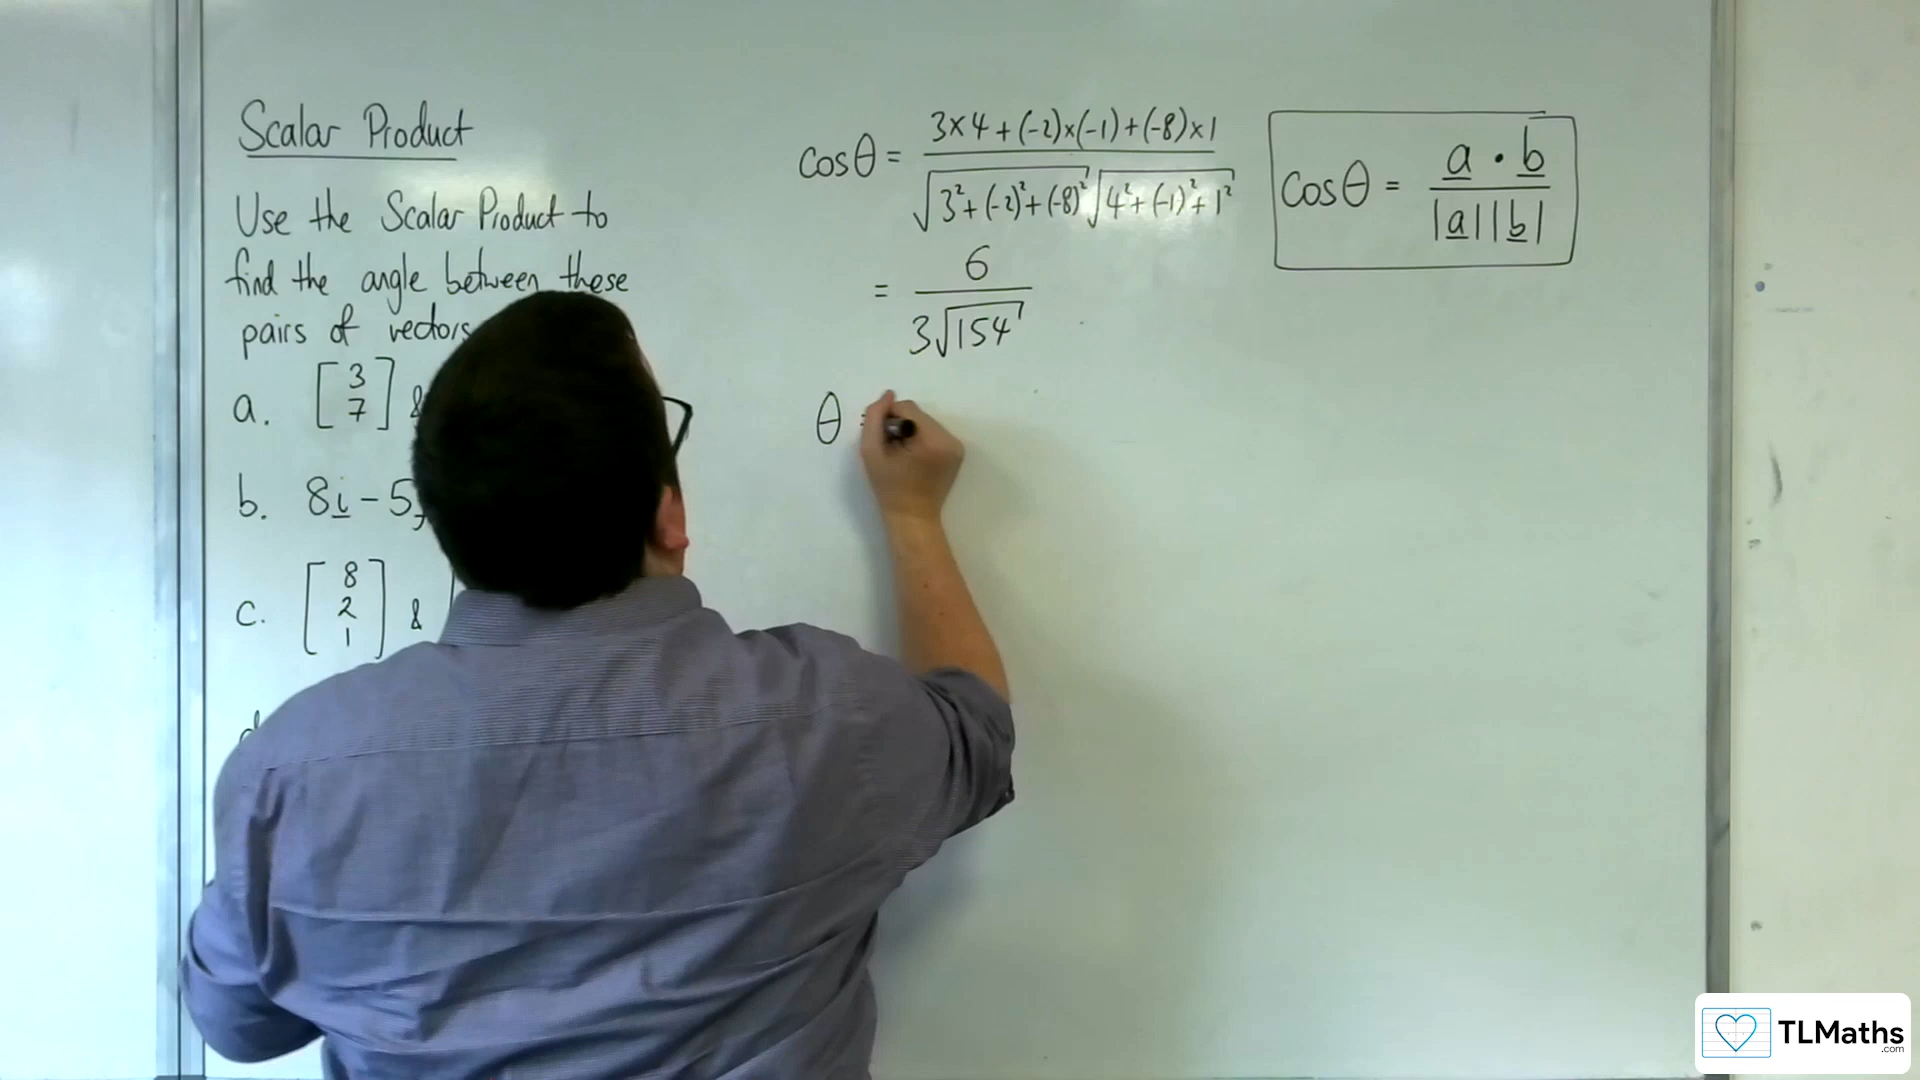 Scalar Product
Use the Scalar Product to
find the angle between these
pairs of vectors
a. [3 7] &
b. 8i - 5j
c. [8 2 1] &
d
cosθ = (3×4+(-2)×(-1)+(-8)×1) / (√(3²+(-2)²+(-8)²) √(4²+(-1)²+1²))
= 6 / (3√154)
θ =
cosθ = (a · b) / (|a||b|)
TLMaths
.com